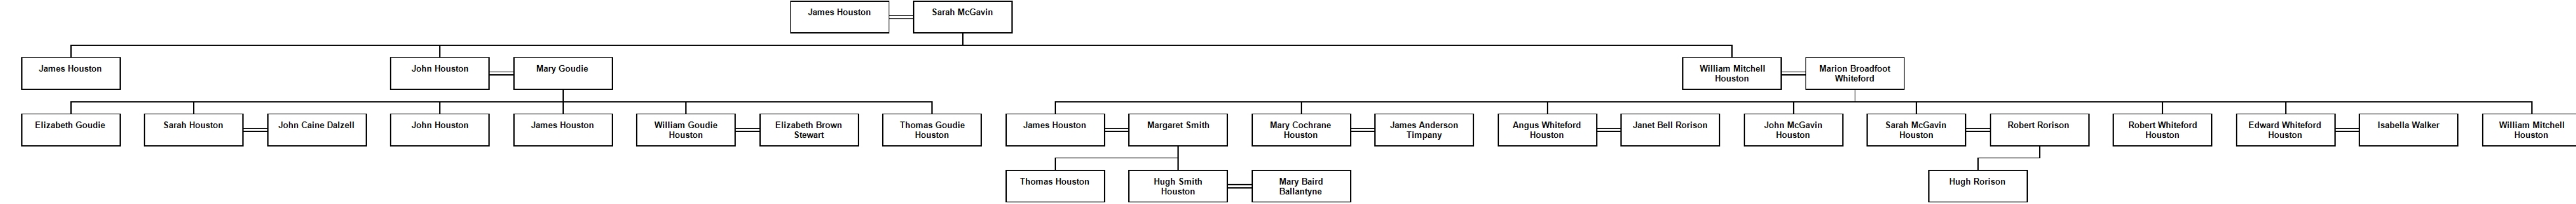 James Houston
Sarah McGavin
James Houston
John Houston
Mary Goudie
William Mitchell
Houston
Marion Broadfoot
Whiteford
Elizabeth Goudie
Sarah Houston
John Caine Dalzell
John Houston
James Houston
William Goudie
Houston
Elizabeth Brown
Stewart
Thomas Goudie
Houston
James Houston
Margaret Smith
Mary Cochrane
Houston
James Anderson
Timpany
Angus Whiteford
Houston
Janet Bell Rorison
John McGavin
Houston
Sarah McGavin
Houston
Robert Rorison
Robert Whiteford
Houston
Edward Whiteford
Houston
Isabella Walker
William Mitchell
Houston
Thomas Houston
Hugh Smith
Houston
Mary Baird
Ballantyne
Hugh Rorison